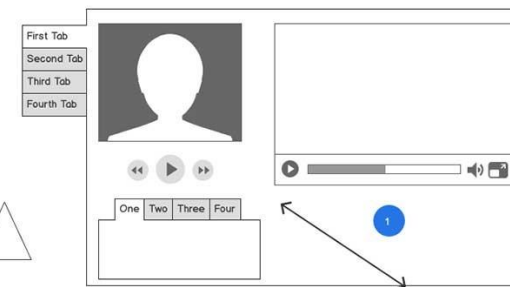 First Tab
Second Tab
Third Tab
Fourth Tab
One Two Three Four
1